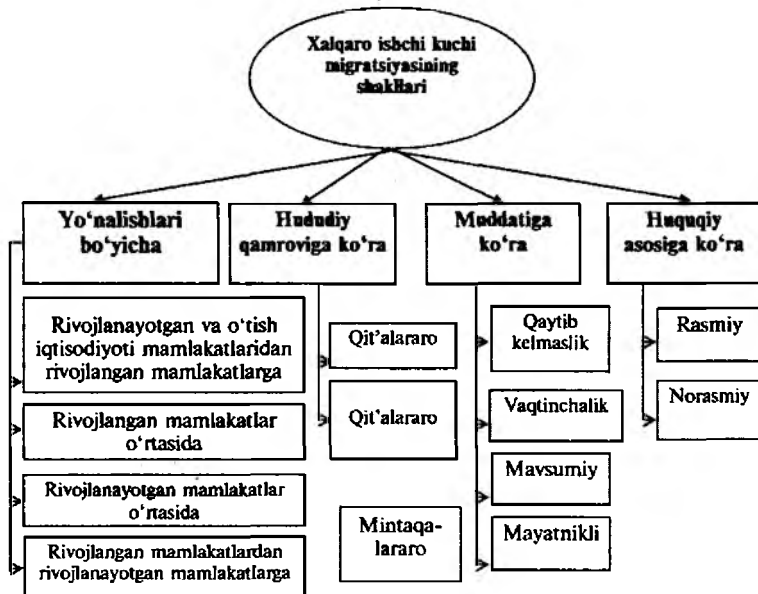 Xalqaro ishchi kuchi
migratsiyasining
shakllari
Yo‘nalishlari
bo‘yicha
Hududiy
qamroviga ko‘ra
Muddatiga
ko‘ra
Huquqiy
asosiga ko‘ra
Rivojlanayotgan va o‘tish
iqtisodiyoti mamlakatlaridan
rivojlangan mamlakatlarga
Rivojlangan mamlakatlar
o‘rtasida
Rivojlanayotgan mamlakatlar
o‘rtasida
Rivojlangan mamlakatlardan
rivojlanayotgan mamlakatlarga
Qit’alararo
Qit’alararo
Mintaqa-
lararo
Qaytib
kelmaslik
Vaqtinchalik
Mavsumiy
Mayatnikli
Rasmiy
Norasmiy